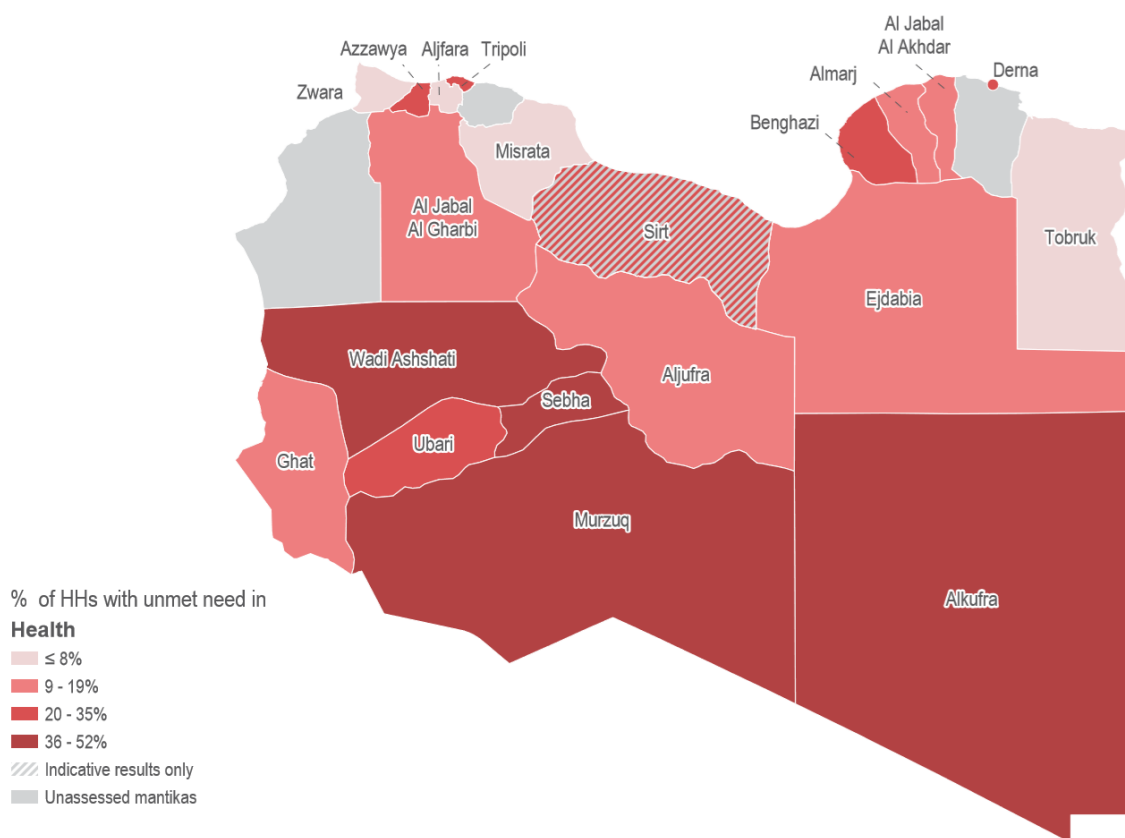 Al Jabal
Al Akhdar
Azzawya
Aljfara
Tripoli
Almarj
Derna
Zwara
Benghazi
Misrata
Al Jabal
Al Gharbi
Sirt
Tobruk
Ejdabia
Wadi Ashshati
Aljufra
Sebha
Ubari
Ghat
Murzuq
Alkufra
% of HHs with unmet need in
Health
≤ 8%
9 - 19%
20 - 35%
36 - 52%
Indicative results only
Unassessed mantikas